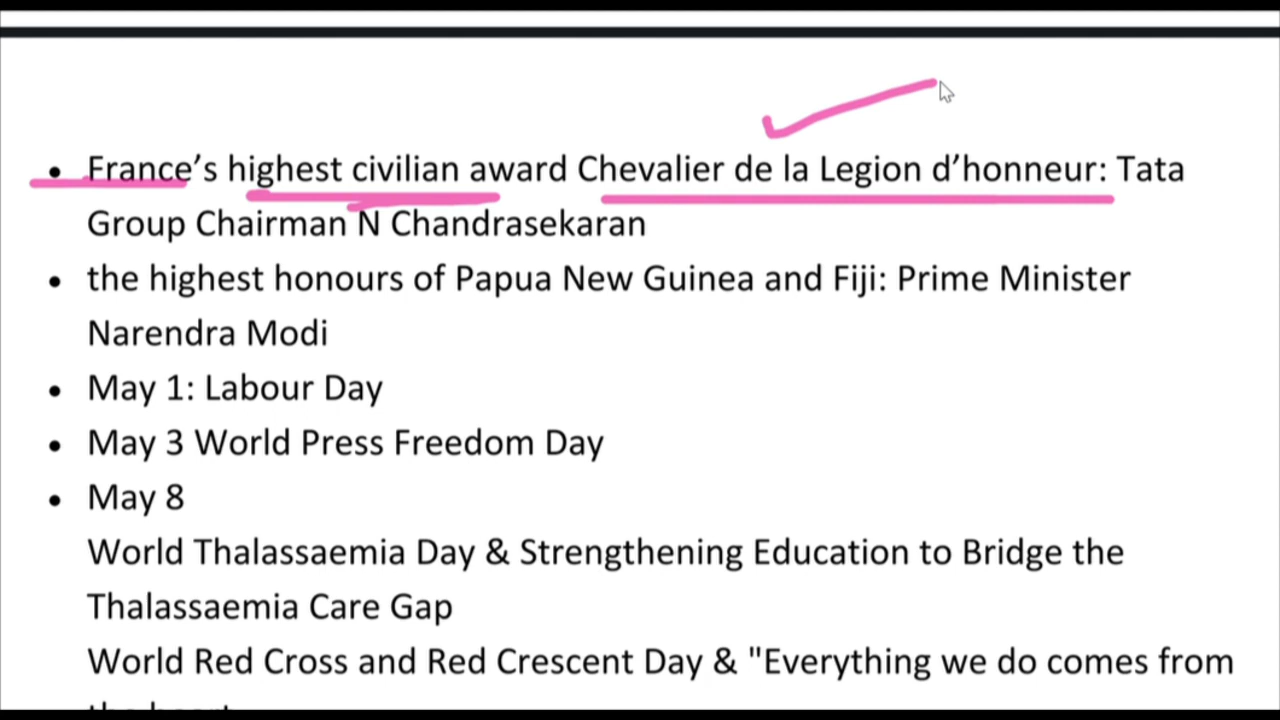 • France’s highest civilian award Chevalier de la Legion d’honneur: Tata
Group Chairman N Chandrasekaran
• the highest honours of Papua New Guinea and Fiji: Prime Minister
Narendra Modi
• May 1: Labour Day
• May 3 World Press Freedom Day
• May 8
World Thalassaemia Day & Strengthening Education to Bridge the
Thalassaemia Care Gap
World Red Cross and Red Crescent Day & "Everything we do comes from